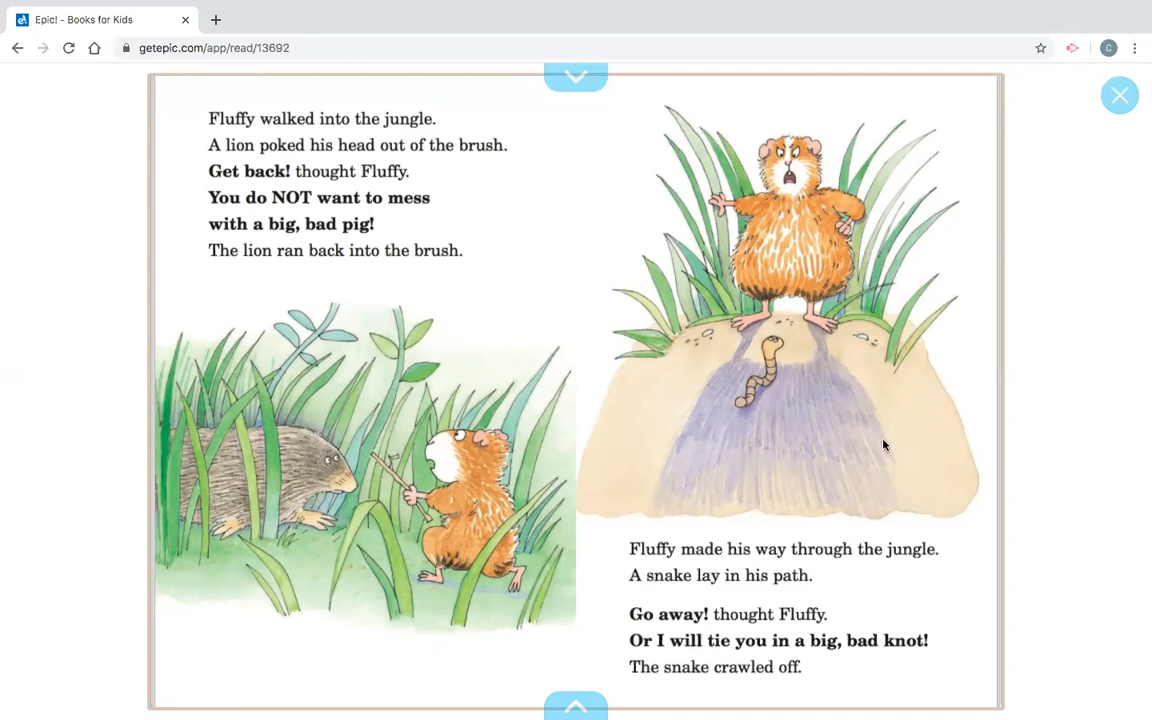 Epic! - Books for Kids
getepic.com/app/read/13692
C
Fluffy walked into the jungle.
A lion poked his head out of the brush.
Get back! thought Fluffy.
You do NOT want to mess
with a big, bad pig!
The lion ran back into the brush.
Fluffy made his way through the jungle.
A snake lay in his path.
Go away! thought Fluffy.
Or I will tie you in a big, bad knot!
The snake crawled off.